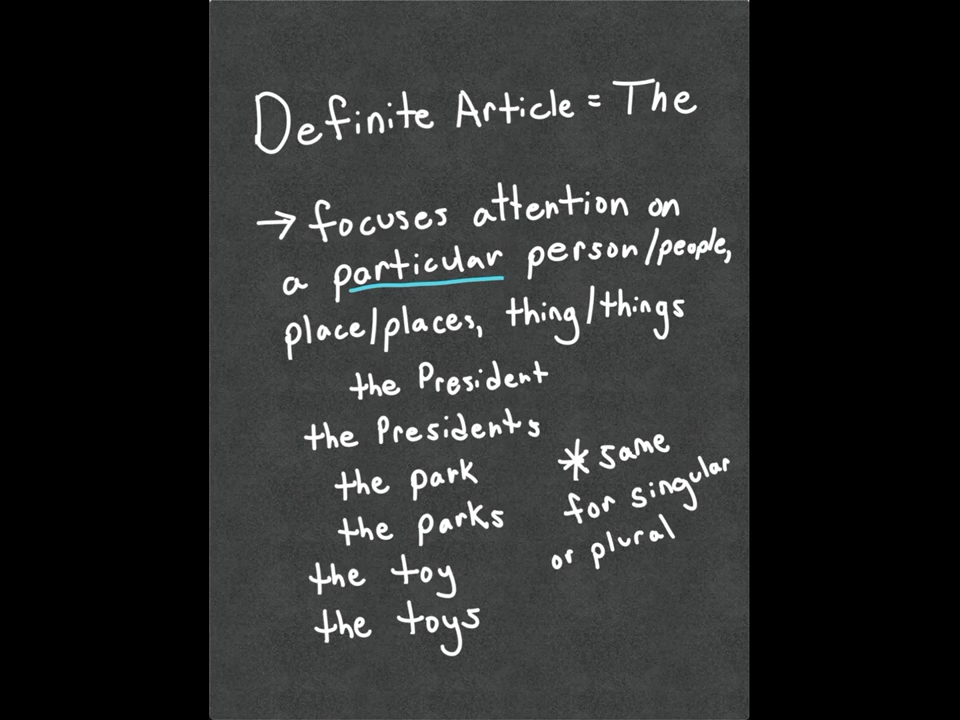 Definite Article = The
→ focuses attention on
a particular person/people,
place/places, thing/things
the President
the Presidents
the park
the parks
the toy
the toys
* same
for singular
or plural